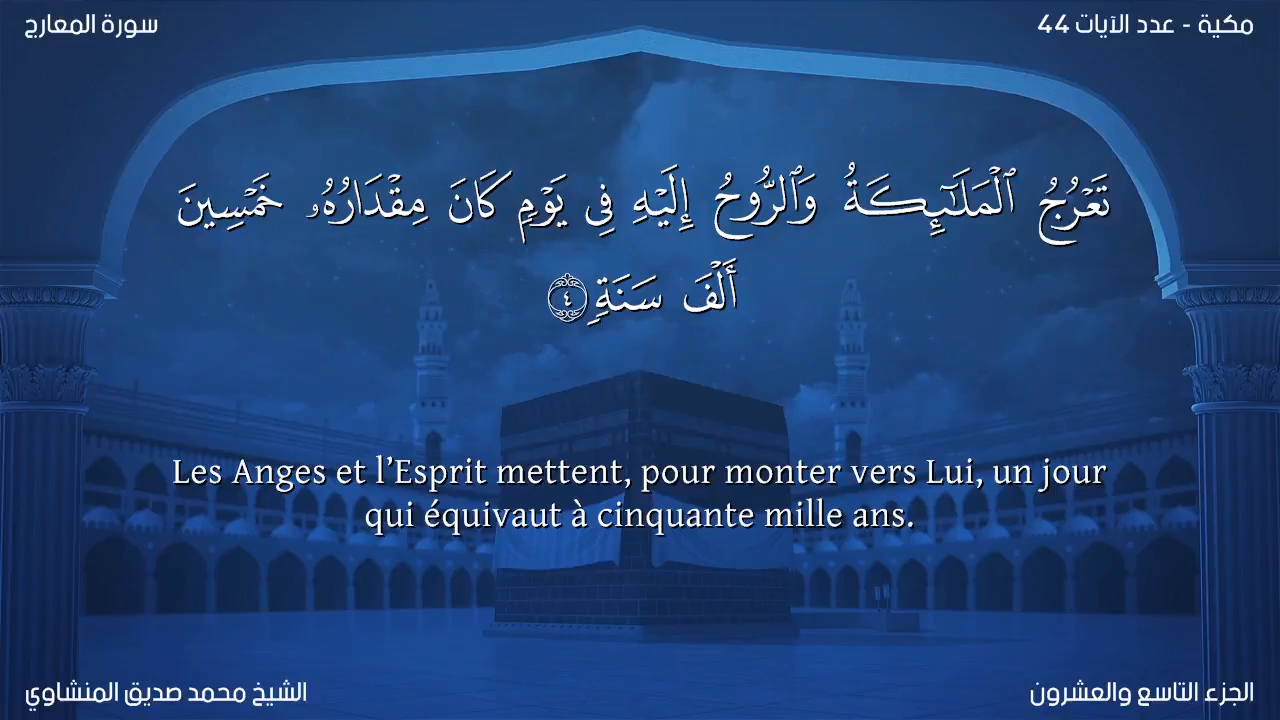 سورة المعارج
مكية - عدد الآيات 44
تَعْرُجُ ٱلْمَلَـٰٓئِكَةُ وَٱلرُّوحُ إِلَيْهِ فِى يَوْمٍ كَانَ مِقْدَارُهُۥ خَمْسِينَ
أَلْفَ سَنَةٍ ٤
Les Anges et l’Esprit mettent, pour monter vers Lui, un jour
qui équivaut à cinquante mille ans.
الشيخ محمد صديق المنشاوي
الجزء التاسع والعشرون